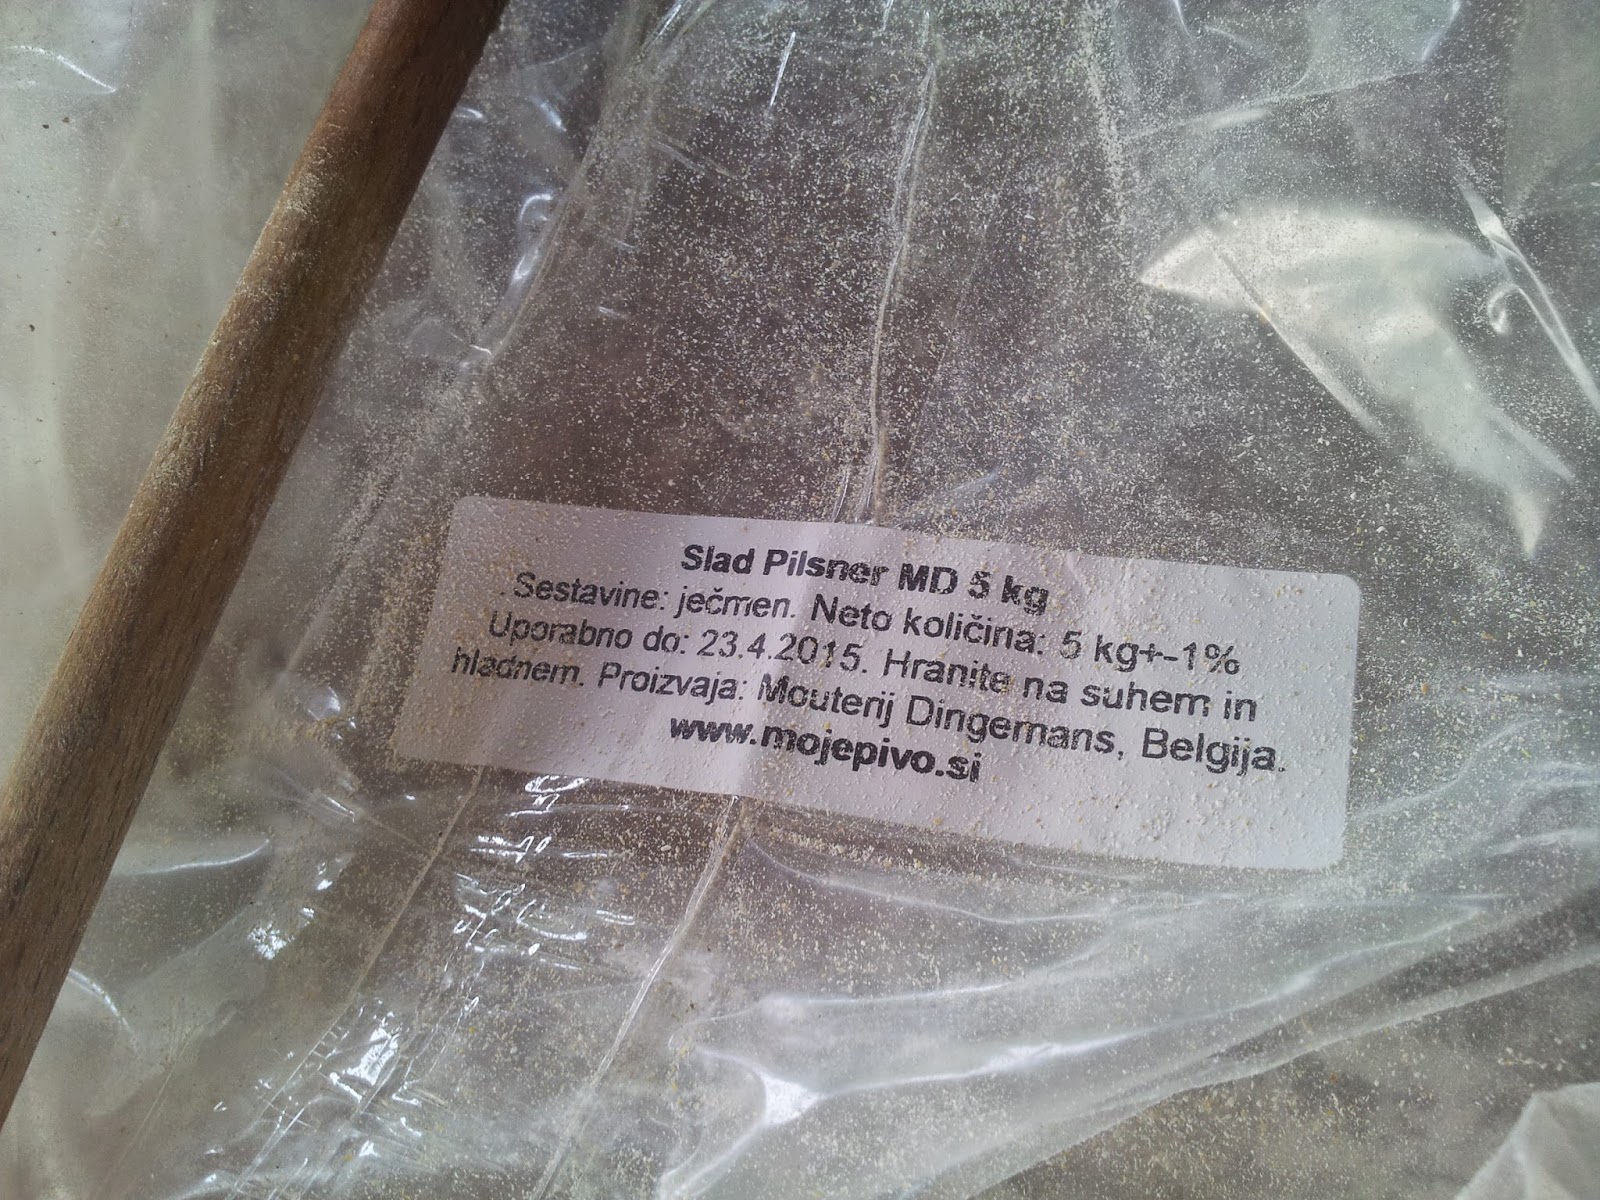 Slad Pilsner MD 5 kg
Sestavine: ječmen. Neto količina: 5 kg+-1%
Uporabno do: 23.4.2015. Hranite na suhem in
hladnem. Proizvaja: Mouterij Dingemans, Belgija.
www.mojepivo.si